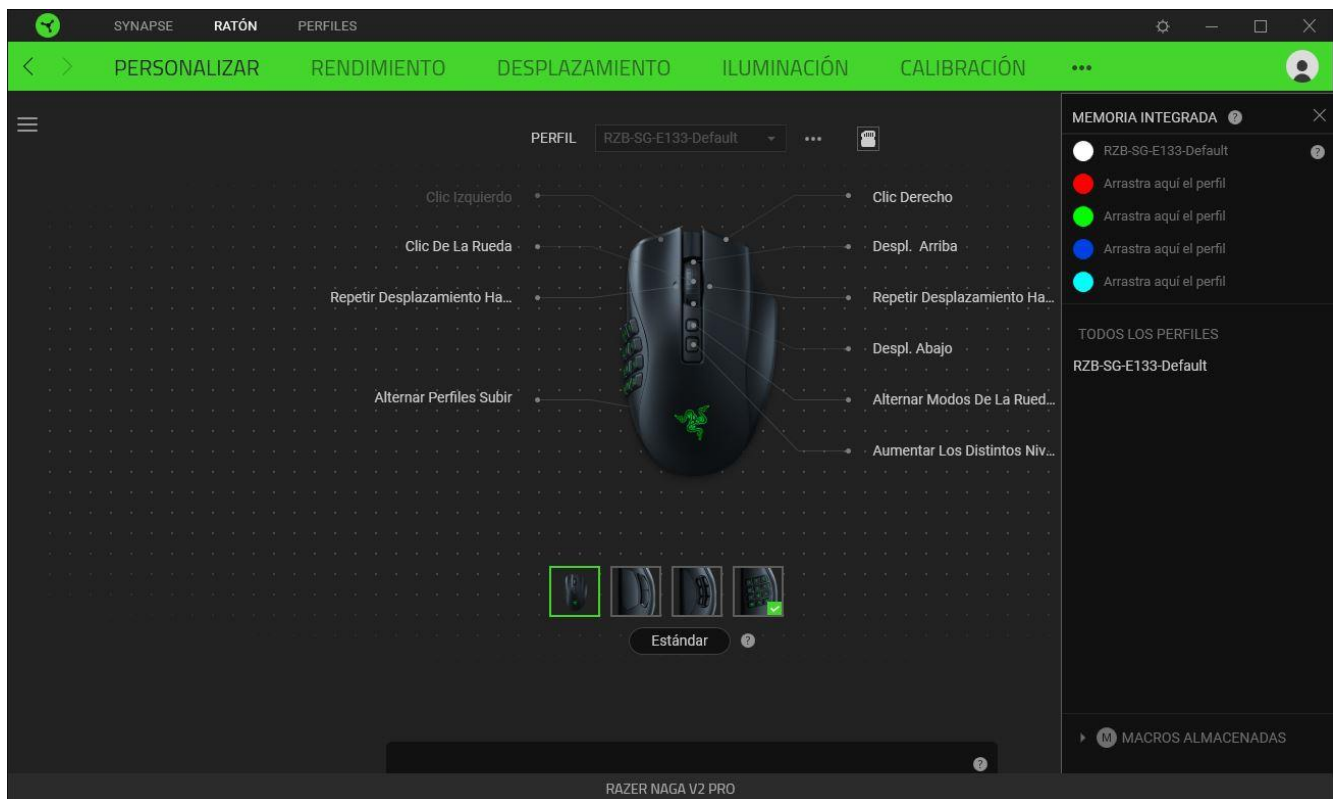 SYNAPSE RATÓN PERFILES
PERSONALIZAR RENDIMIENTO DESPLAZAMIENTO ILUMINACIÓN CALIBRACIÓN •••
PERFIL RZB-SG-E133-Default •••
Clic Izquierdo
Clic De La Rueda
Repetir Desplazamiento Ha...
Alternar Perfiles Subir
Clic Derecho
Despl. Arriba
Repetir Desplazamiento Ha...
Despl. Abajo
Alternar Modos De La Rued...
Aumentar Los Distintos Niv...
Estándar ?
?
MEMORIA INTEGRADA ?
RZB-SG-E133-Default ?
Arrastra aquí el perfil
Arrastra aquí el perfil
Arrastra aquí el perfil
Arrastra aquí el perfil
TODOS LOS PERFILES
RZB-SG-E133-Default
M MACROS ALMACENADAS
RAZER NAGA V2 PRO